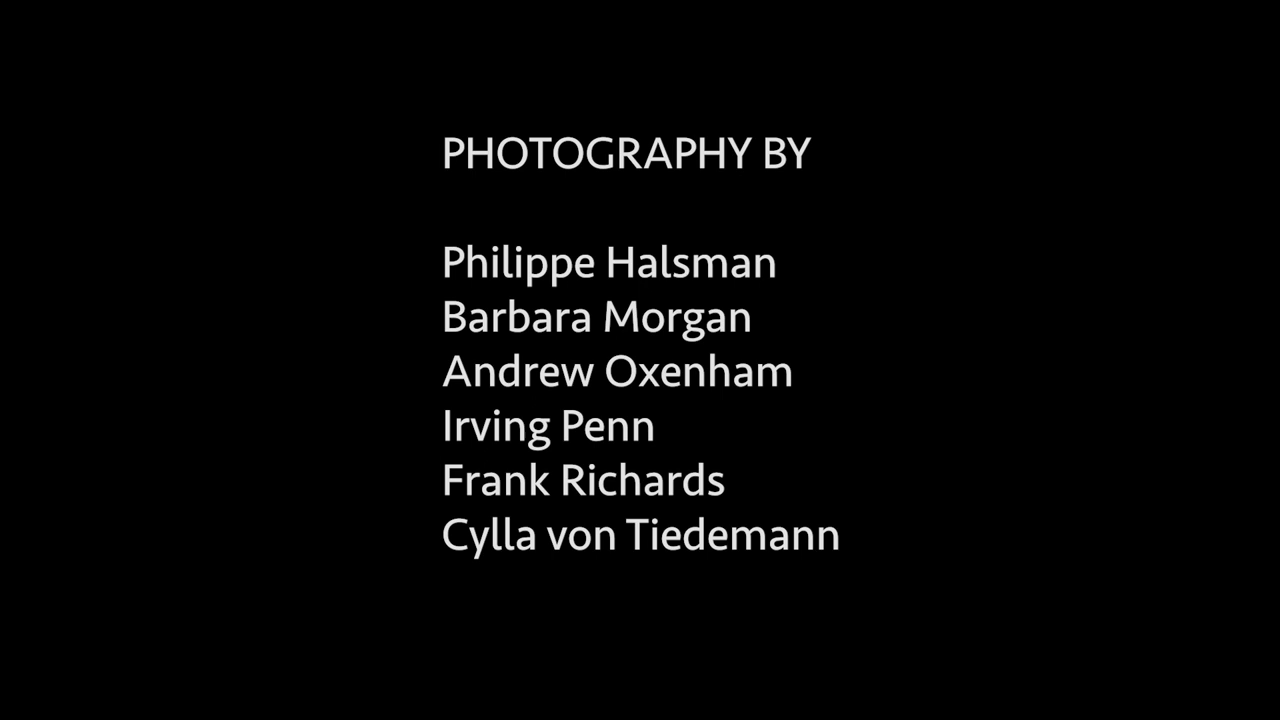 PHOTOGRAPHY BY
Philippe Halsman
Barbara Morgan
Andrew Oxenham
Irving Penn
Frank Richards
Cylla von Tiedemann